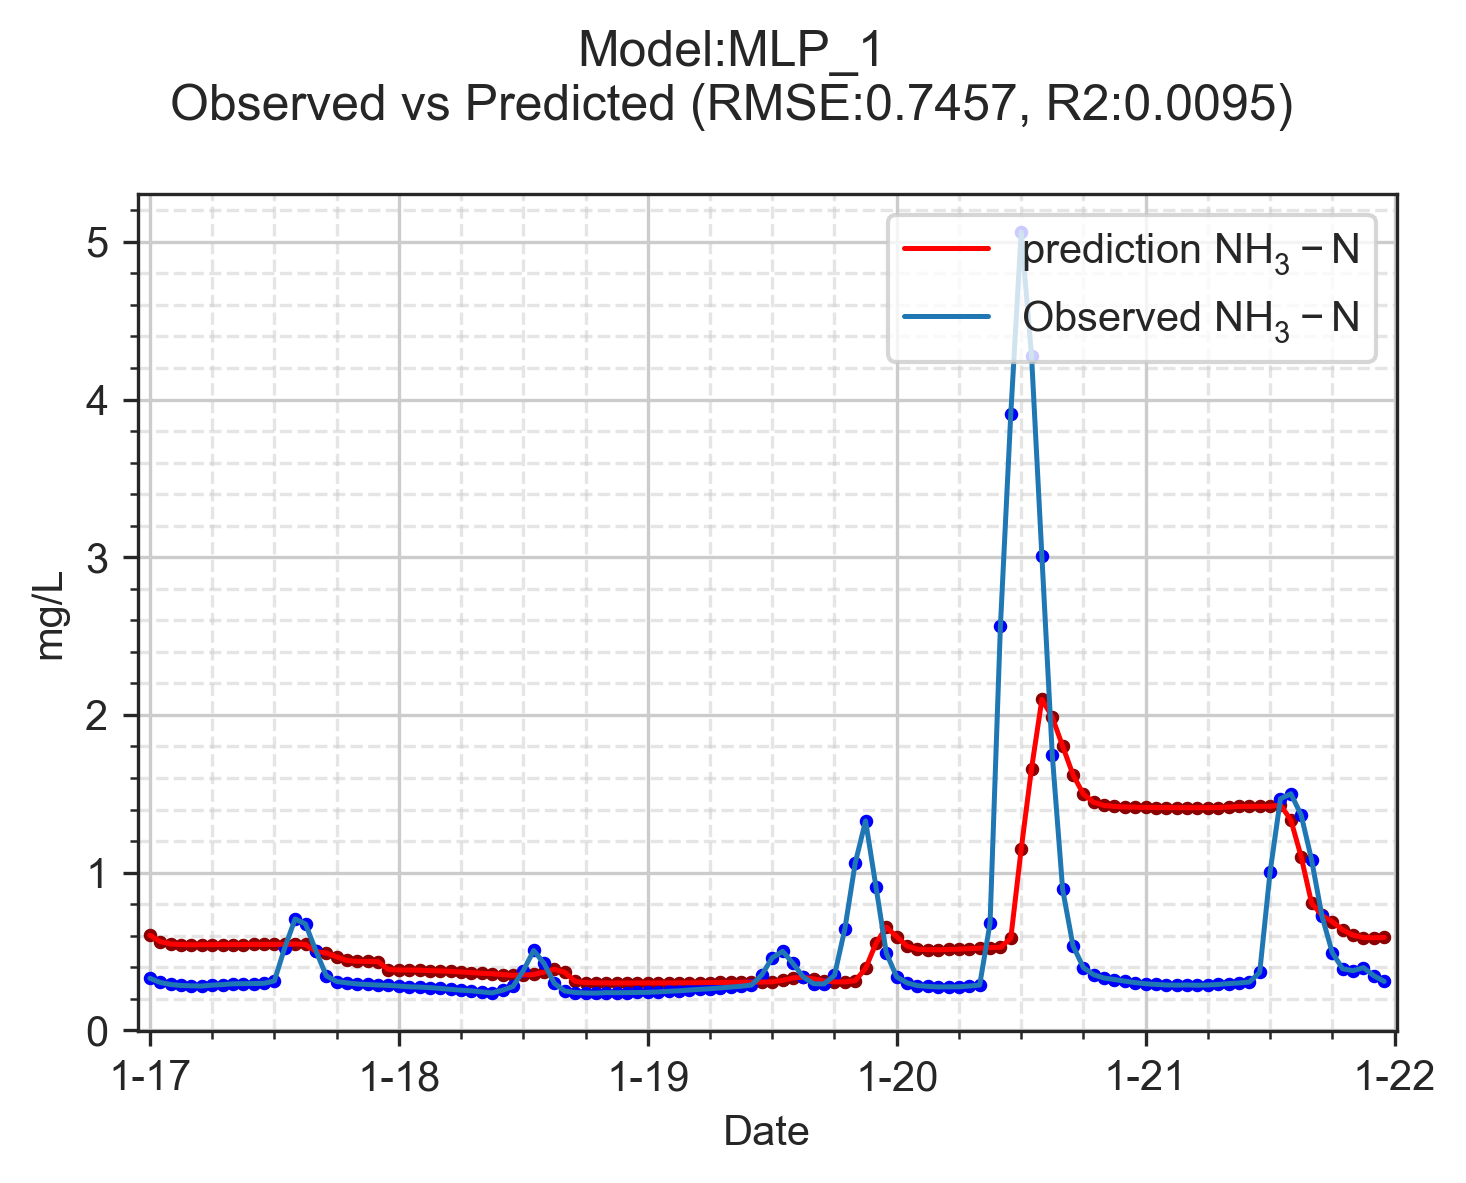 Model:MLP_1
Observed vs Predicted (RMSE:0.7457, R2:0.0095)
prediction NH₃ − N
Observed NH₃ − N
5
4
3
2
1
0
mg/L
1-17 1-18 1-19 1-20 1-21 1-22
Date